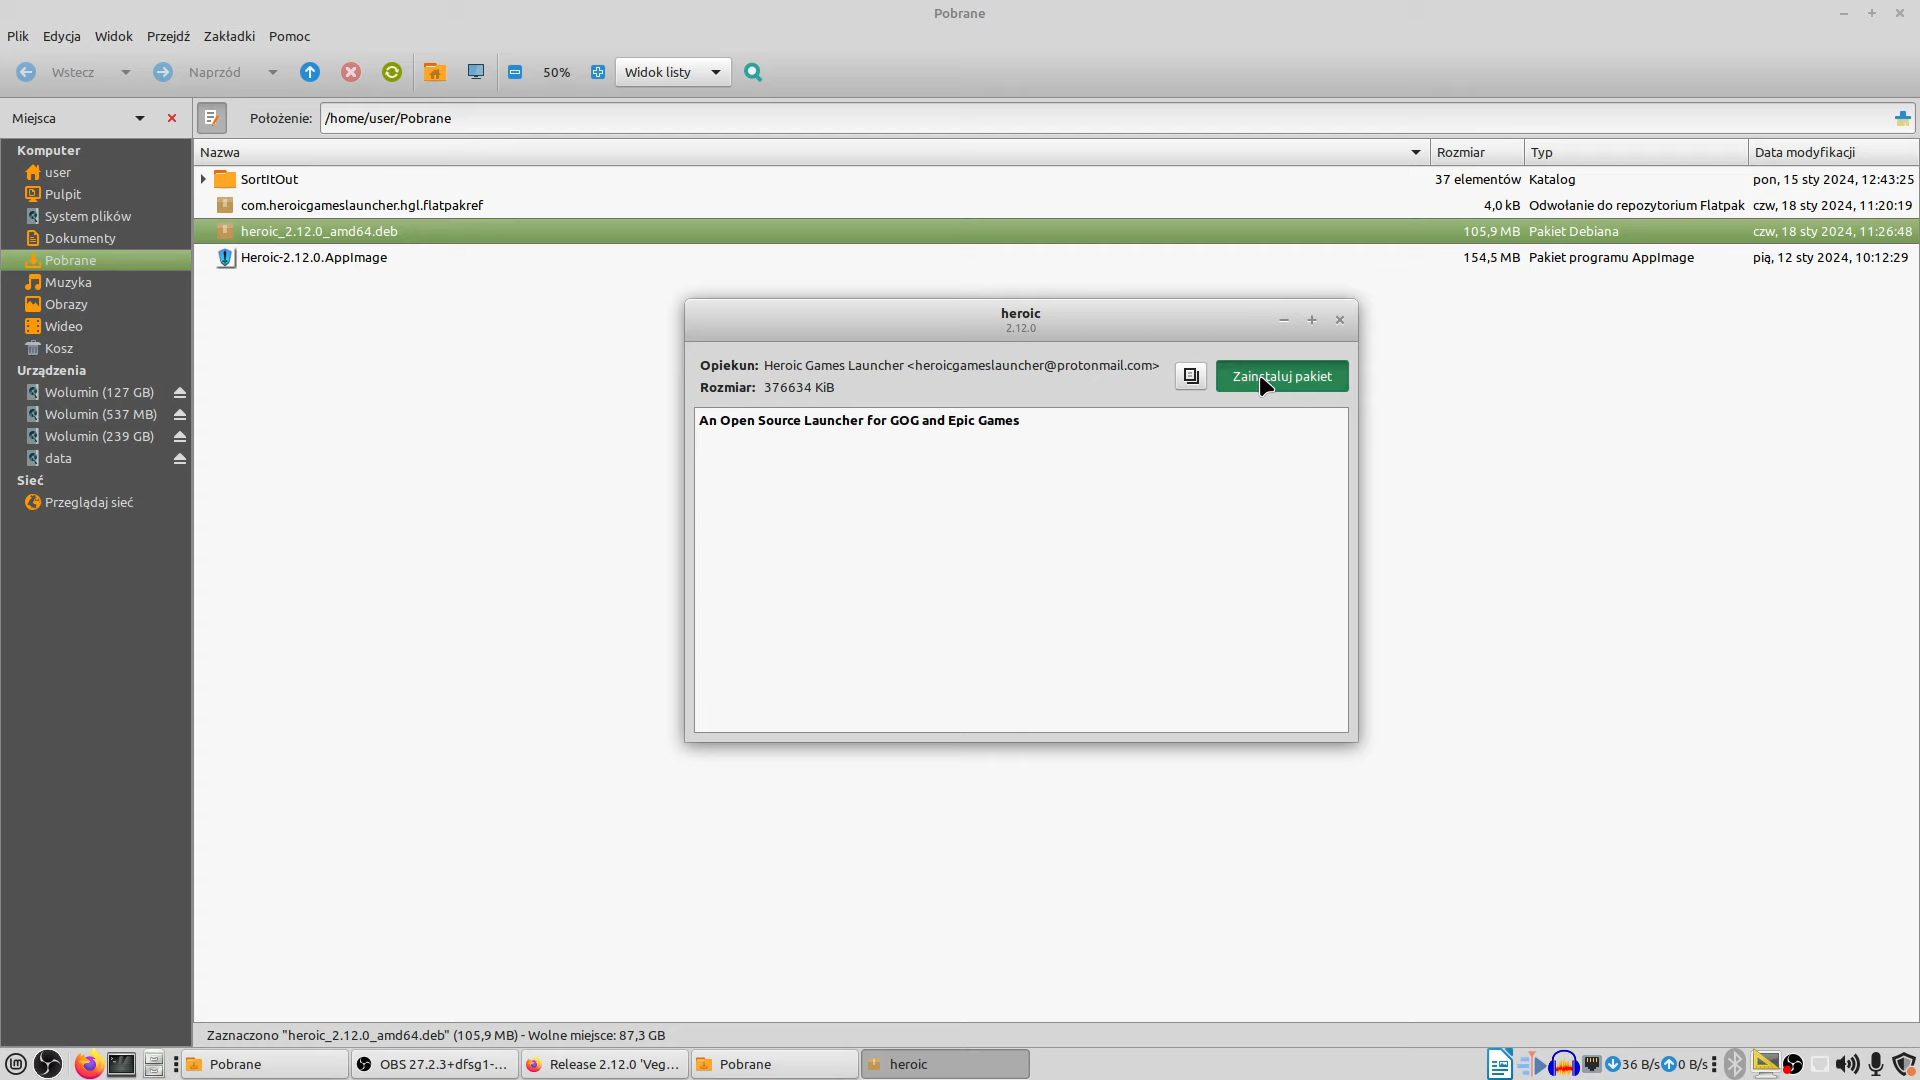 Pobrane
Plik Edycja Widok Przejdź Zakładki Pomoc
Wstecz Naprzód 50% Widok listy
Miejsca Położenie: /home/user/Pobrane
Nazwa Rozmiar Typ Data modyfikacji
SortItOut 37 elementów Katalog pon, 15 sty 2024, 12:43:25
com.heroicgameslauncher.hgl.flatpakref 4,0 kB Odwołanie do repozytorium Flatpak czw, 18 sty 2024, 11:20:19
heroic_2.12.0_amd64.deb 105,9 MB Pakiet Debiana czw, 18 sty 2024, 11:26:48
Heroic-2.12.0.AppImage 154,5 MB Pakiet programu AppImage pią, 12 sty 2024, 10:12:29
Komputer
user
Pulpit
System plików
Dokumenty
Pobrane
Muzyka
Obrazy
Wideo
Kosz
Urządzenia
Wolumin (127 GB)
Wolumin (537 MB)
Wolumin (239 GB)
data
Sieć
Przeglądaj sieć
heroic
2.12.0
Opiekun: Heroic Games Launcher <heroicgameslauncher@protonmail.com>
Rozmiar: 376634 KiB
Zainstaluj pakiet
An Open Source Launcher for GOG and Epic Games
Zaznaczono "heroic_2.12.0_amd64.deb" (105,9 MB) - Wolne miejsce: 87,3 GB
Pobrane OBS 27.2.3+dfsg1-... Release 2.12.0 'Veg... Pobrane heroic 36 B/s 0 B/s